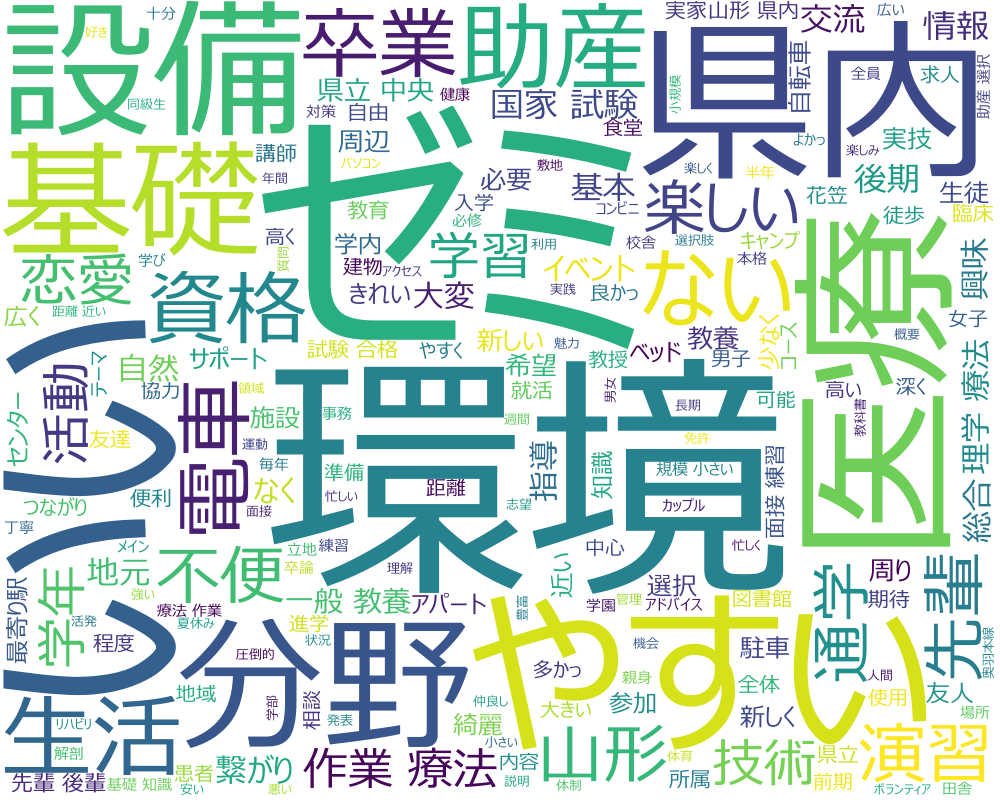 十分
好き
設備
同級生
卒業
助産
実家山形 県内
交流
広い
情報
県立 中央
健康
国家 試験
小規模
県内
自転車
全員
求人
助産 選択
対策
自由
周辺
食堂
基礎
講師
パソコン
ゼミ
敷地
よかっ
楽しみ
実技
年間
必要
基本
楽しい
楽しく
半年
後期
教育
入学
コンビニ
花笠
生徒
必修
徒歩
臨床
恋愛
学び
高く
質問
学内
学習
利用
校舎
選択肢
キャンプ
医療
興味
資格
建物
アクセス
イベント
ない
本格
広く
距離 近い
きれい
大変
実践
良かっ
女子
試験 合格
やすく
新しい
魅力
教授
ベッド
教養
少なく
コース
概要
いい
活動
テーマ
自然
サポート
希望
男子
療法
センター
協力
電車
領域
就活
男女
可能
高い
深く
友達
施設
事務
週間
環境
長期
教科書
運動
免許
毎年
準備
指導
知識
規模 小さい
面接 練習
総合
理学
つながり
便利
なく
忙しい
距離
志望
カップル
丁寧
面接
メイン
不便
立地
練習
中心
忙しく
最寄り駅
学年
地元
卒論
理解
近い
選択
通学
周り
先輩
強い
一般 教養
アパート
学園
管理
アドバイス
図書館
期待
活発
療法 作業
夏休み
進学
豊富
程度
状況
しい
分野
やすい
駐車
奥羽本線
圧倒的
多かっ
機会
人間
生活
地域
相談
学部
発表
仲良し
親身
全体
使用
友人
場所
リハビリ
綺麗
大きい
参加
新しく
解剖
小さい
山形
体育
技術
県立
演習
先輩 後輩
基礎 知識
患者
安い
繋がり
悪い
作業 療法
内容
説明
体制
所属
前期
ボランティア
田舎